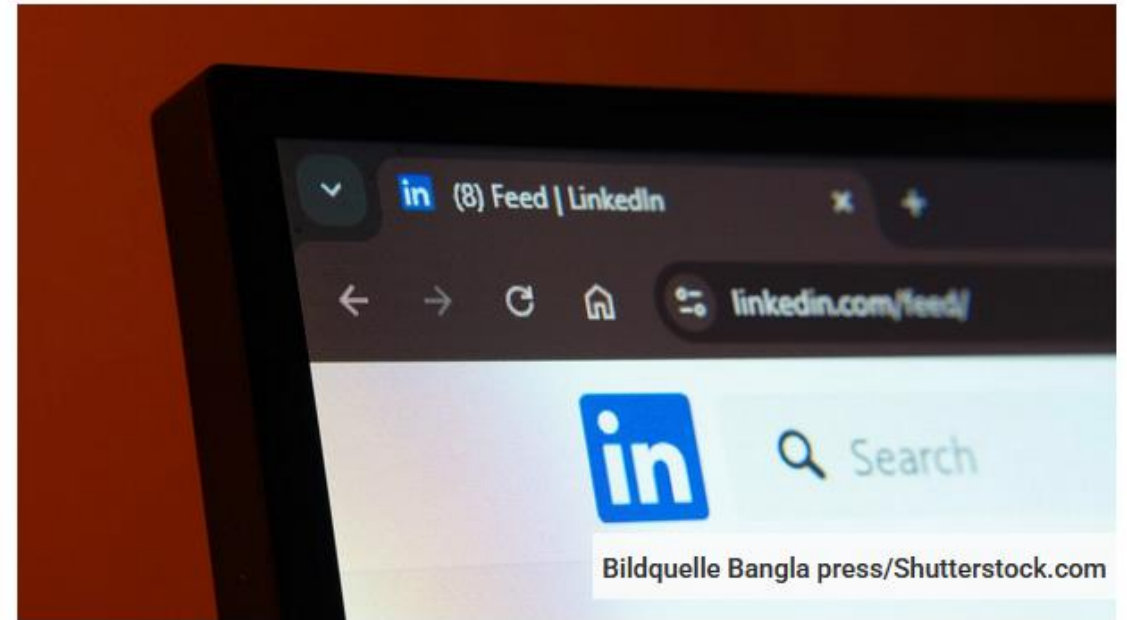 in (8) Feed | LinkedIn
linkedin.com/feed/
in Search
Bildquelle Bangla press/Shutterstock.com